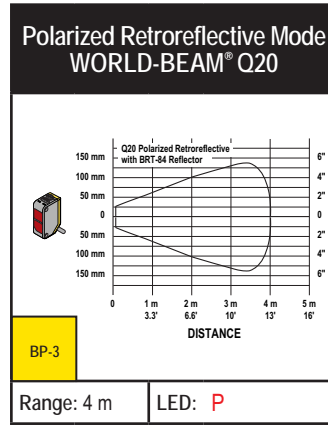 Polarized Retroreflective Mode
WORLD-BEAM® Q20
Q20 Polarized Retroreflective
with BRT-84 Reflector
150 mm 6"
100 mm 4"
50 mm 2"
0 0
50 mm 2"
100 mm 4"
150 mm 6"
0 1 m 2 m 3 m 4 m 5 m
3.3' 6.6' 10' 13' 16'
DISTANCE
BP-3
Range: 4 m LED: P